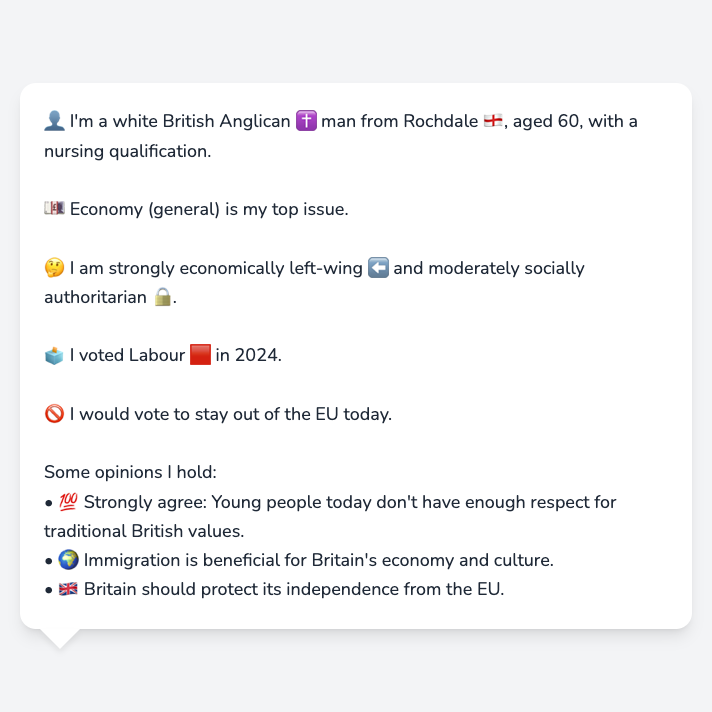 👤 I'm a white British Anglican ✝️ man from Rochdale 🏴󠁧󠁢󠁥󠁮󠁧󠁿, aged 60, with a
nursing qualification.
💷 Economy (general) is my top issue.
🤔 I am strongly economically left-wing ⬅️ and moderately socially
authoritarian 🔒.
🗳️ I voted Labour 🟥 in 2024.
🚫 I would vote to stay out of the EU today.
Some opinions I hold:
• 💯 Strongly agree: Young people today don't have enough respect for
traditional British values.
• 🌍 Immigration is beneficial for Britain's economy and culture.
• 🇬🇧 Britain should protect its independence from the EU.